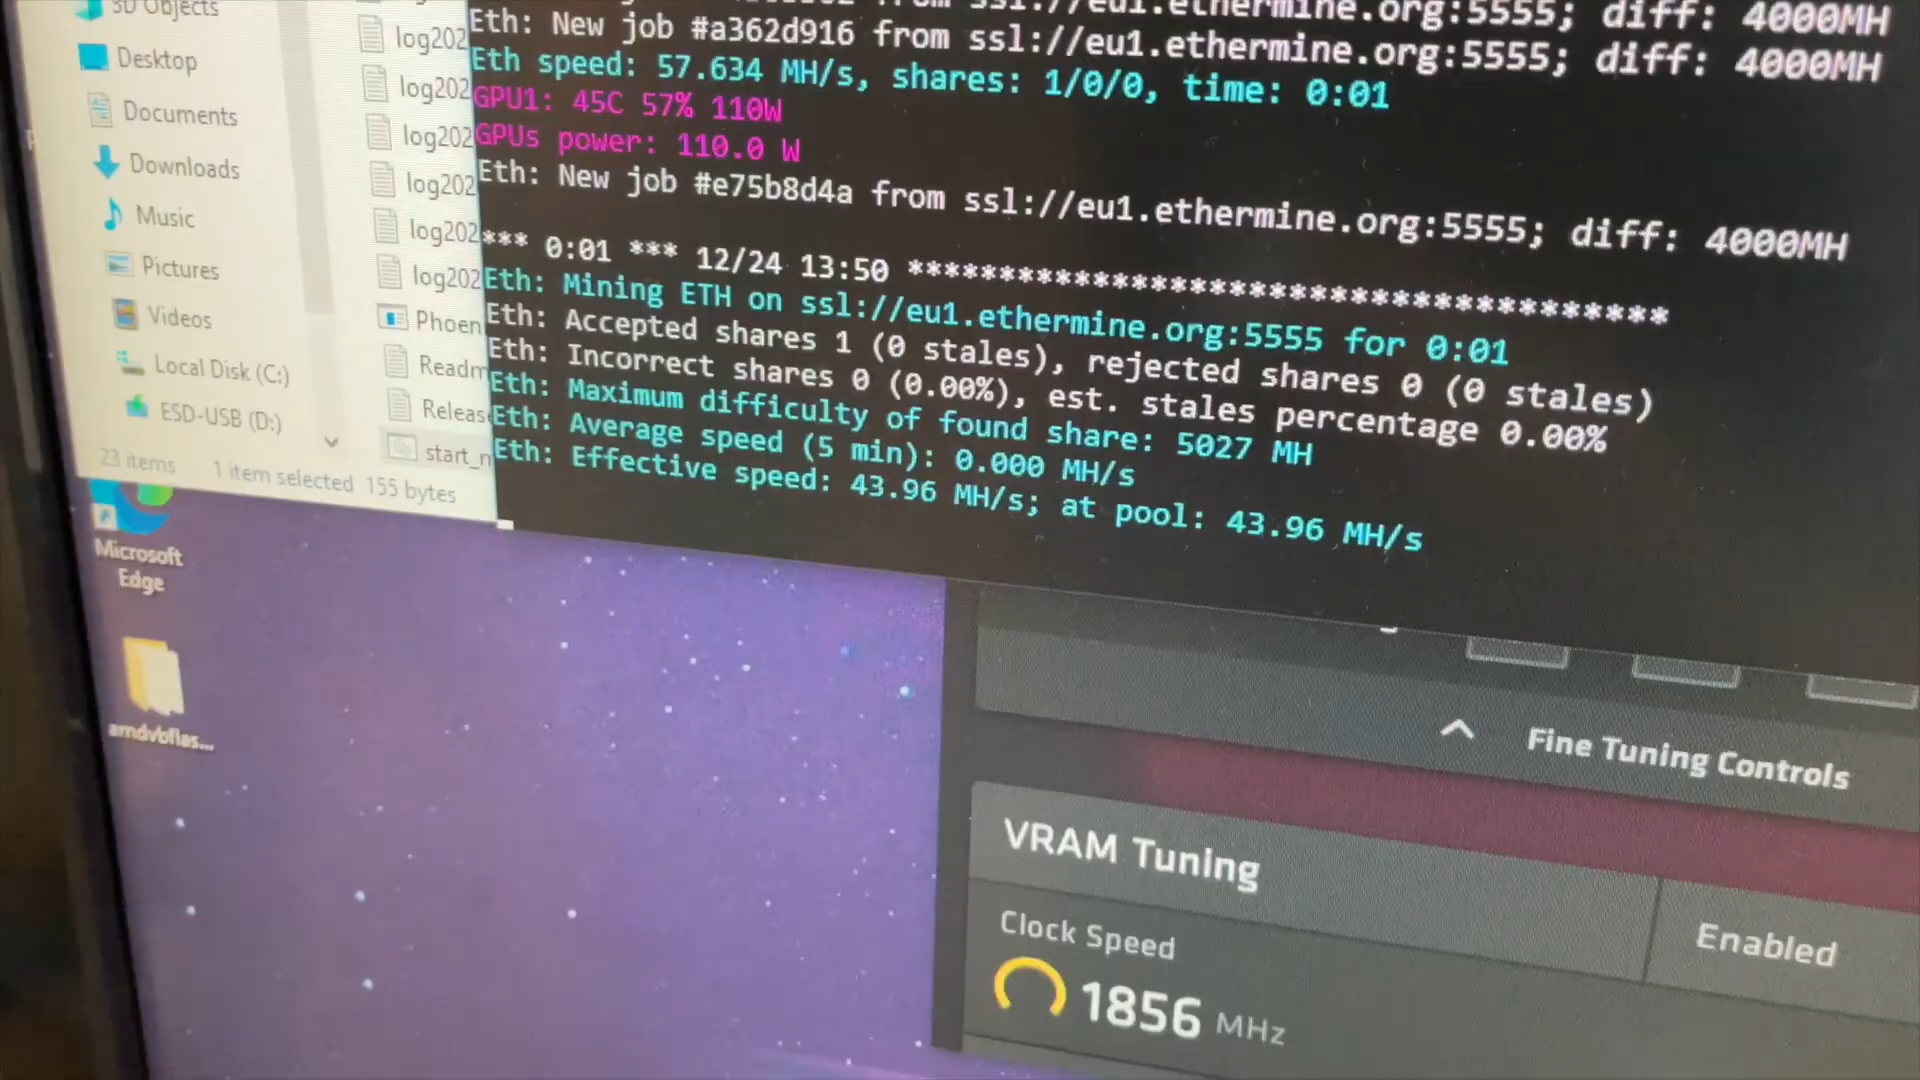 3D Objects
Desktop
Documents
Downloads
Music
Pictures
Videos
Local Disk (C:)
ESD-USB (D:)
23 items 1 item selected 155 bytes
log202
log202
log202
log202
log202
log202
Phoen
Readm
Releas
start_n
ssl://eu1.ethermine.org:5555; diff: 4000MH
Eth: New job #a362d916 from ssl://eu1.ethermine.org:5555; diff: 4000MH
Eth speed: 57.634 MH/s, shares: 1/0/0, time: 0:01
GPU1: 45C 57% 110W
GPUs power: 110.0 W
Eth: New job #e75b8d4a from ssl://eu1.ethermine.org:5555; diff: 4000MH
*** 0:01 *** 12/24 13:50 **************************************
Eth: Mining ETH on ssl://eu1.ethermine.org:5555 for 0:01
Eth: Accepted shares 1 (0 stales), rejected shares 0 (0 stales)
Eth: Incorrect shares 0 (0.00%), est. stales percentage 0.00%
Eth: Maximum difficulty of found share: 5027 MH
Eth: Average speed (5 min): 0.000 MH/s
Eth: Effective speed: 43.96 MH/s; at pool: 43.96 MH/s
Microsoft
Edge
amdvbflas...
Fine Tuning Controls
VRAM Tuning
Clock Speed
1856 MHz
Enabled